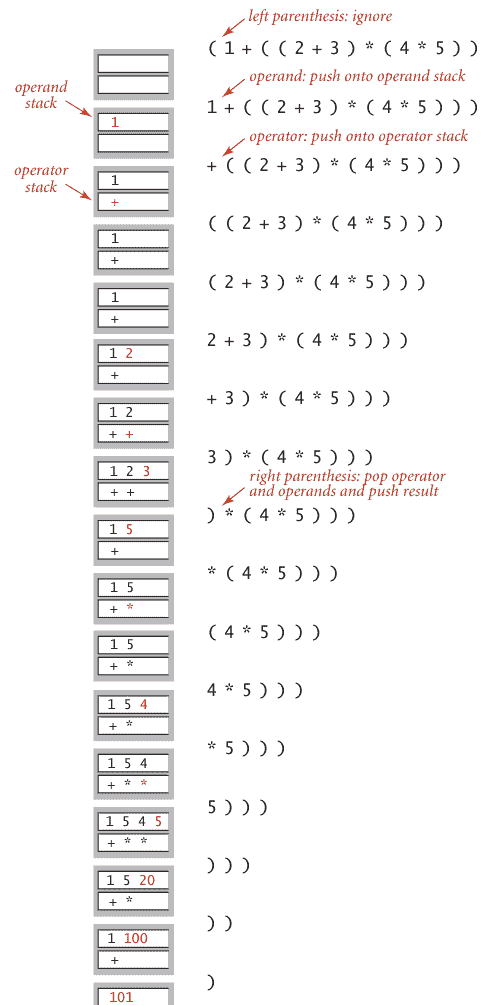 left parenthesis: ignore
( 1 + ( ( 2 + 3 ) * ( 4 * 5 ) )
operand
stack
operand: push onto operand stack
1 + ( ( 2 + 3 ) * ( 4 * 5 ) ) )
1
operator: push onto operator stack
+ ( ( 2 + 3 ) * ( 4 * 5 ) ) )
operator
stack
1
+
( ( 2 + 3 ) * ( 4 * 5 ) ) )
1
+
( 2 + 3 ) * ( 4 * 5 ) ) )
1
+
2 + 3 ) * ( 4 * 5 ) ) )
1 2
+
+ 3 ) * ( 4 * 5 ) ) )
1 2
+ +
3 ) * ( 4 * 5 ) ) )
1 2 3
+ +
right parenthesis: pop operator
and operands and push result
) * ( 4 * 5 ) ) )
1 5
+
* ( 4 * 5 ) ) )
1 5
+ *
( 4 * 5 ) ) )
1 5
+ *
4 * 5 ) ) )
1 5 4
+ *
* 5 ) ) )
1 5 4
+ * *
5 ) ) )
1 5 4 5
+ * *
) ) )
1 5 20
+ *
) )
1 100
+
)
101